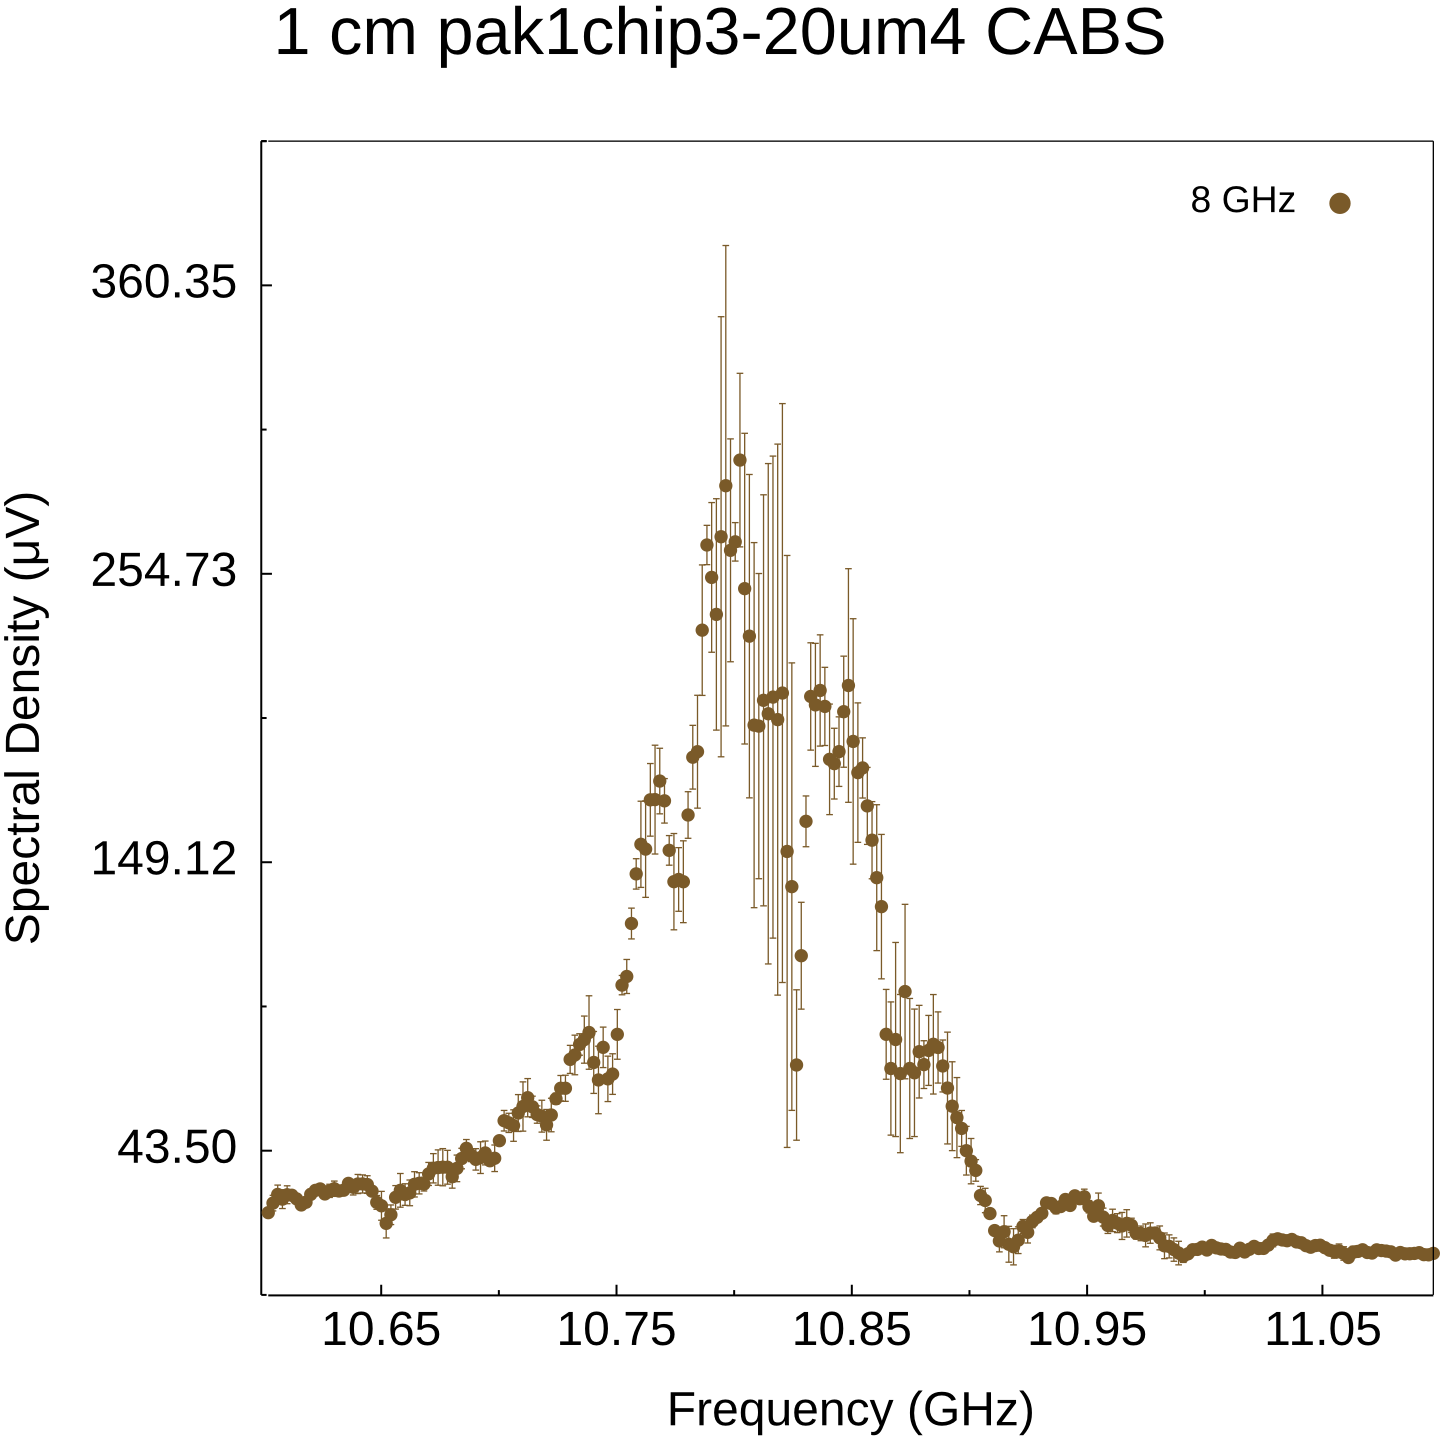 1 cm pak1chip3-20um4 CABS
8 GHz
360.35
254.73
149.12
43.50
Spectral Density (μV)
10.65 10.75 10.85 10.95 11.05
Frequency (GHz)